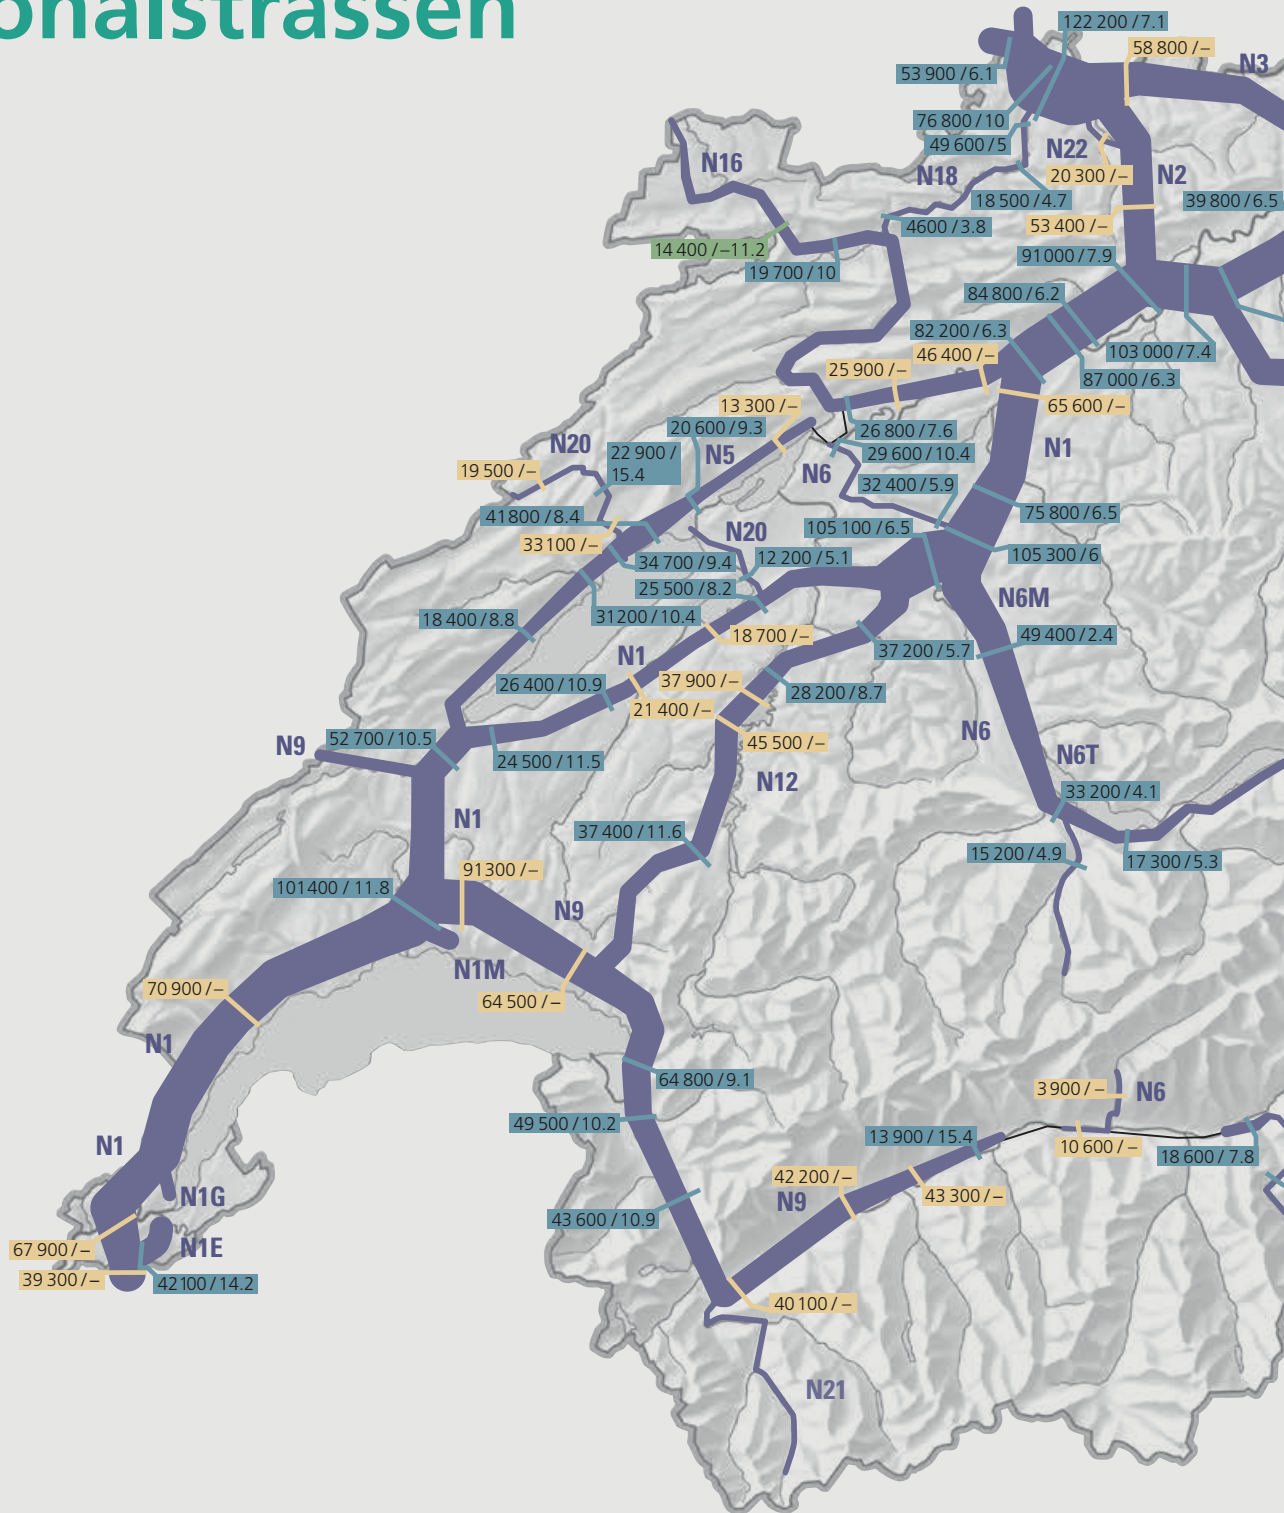 onalstrassen
122 200 / 7.1
58 800 / –
N3
53 900 / 6.1
76 800 / 10
49 600 / 5
N22
N16
N18
20 300 / –
N2
18 500 / 4.7
39 800 / 6.5
4600 / 3.8
53 400 / –
14 400 / –11.2
91 000 / 7.9
19 700 / 10
84 800 / 6.2
82 200 / 6.3
103 000 / 7.4
46 400 / –
25 900 / –
87 000 / 6.3
13 300 / –
65 600 / –
20 600 / 9.3
26 800 / 7.6
N20
22 900 /
15.4
N5
29 600 / 10.4
N1
19 500 / –
N6
32 400 / 5.9
41 800 / 8.4
75 800 / 6.5
N20
105 100 / 6.5
33 100 / –
105 300 / 6
34 700 / 9.4
12 200 / 5.1
25 500 / 8.2
N6M
31 200 / 10.4
18 400 / 8.8
18 700 / –
49 400 / 2.4
37 200 / 5.7
N1
26 400 / 10.9
37 900 / –
28 200 / 8.7
21 400 / –
N6
52 700 / 10.5
45 500 / –
N9
24 500 / 11.5
N6T
N12
33 200 / 4.1
N1
37 400 / 11.6
15 200 / 4.9
17 300 / 5.3
91 300 / –
101 400 / 11.8
N9
N1M
70 900 / –
64 500 / –
N1
64 800 / 9.1
3 900 / –
N6
49 500 / 10.2
13 900 / 15.4
N1
10 600 / –
18 600 / 7.8
42 200 / –
N1G
N9
43 300 / –
43 600 / 10.9
67 900 / –
N1E
39 300 / –
42 100 / 14.2
40 100 / –
N21